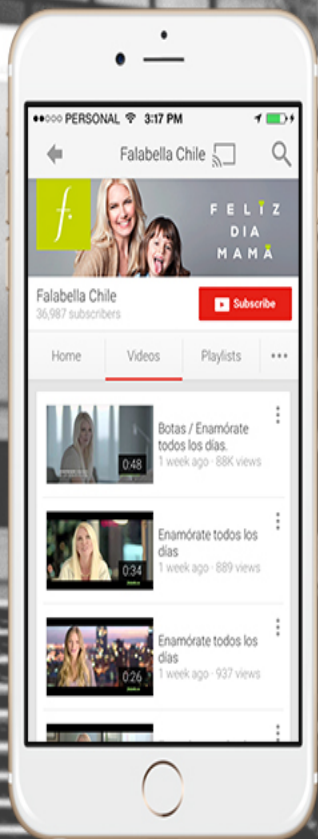 PERSONAL 3:17 PM
Falabella Chile
f.
FELIZ
DIA
MAMÁ
Falabella Chile
36,987 subscribers
Subscribe
Home Videos Playlists
Botas / Enamórate
todos los días.
1 week ago · 88K views
0:48
Enamórate todos los
días
1 week ago · 889 views
0:34
Enamórate todos los
días
1 week ago · 937 views
0:26